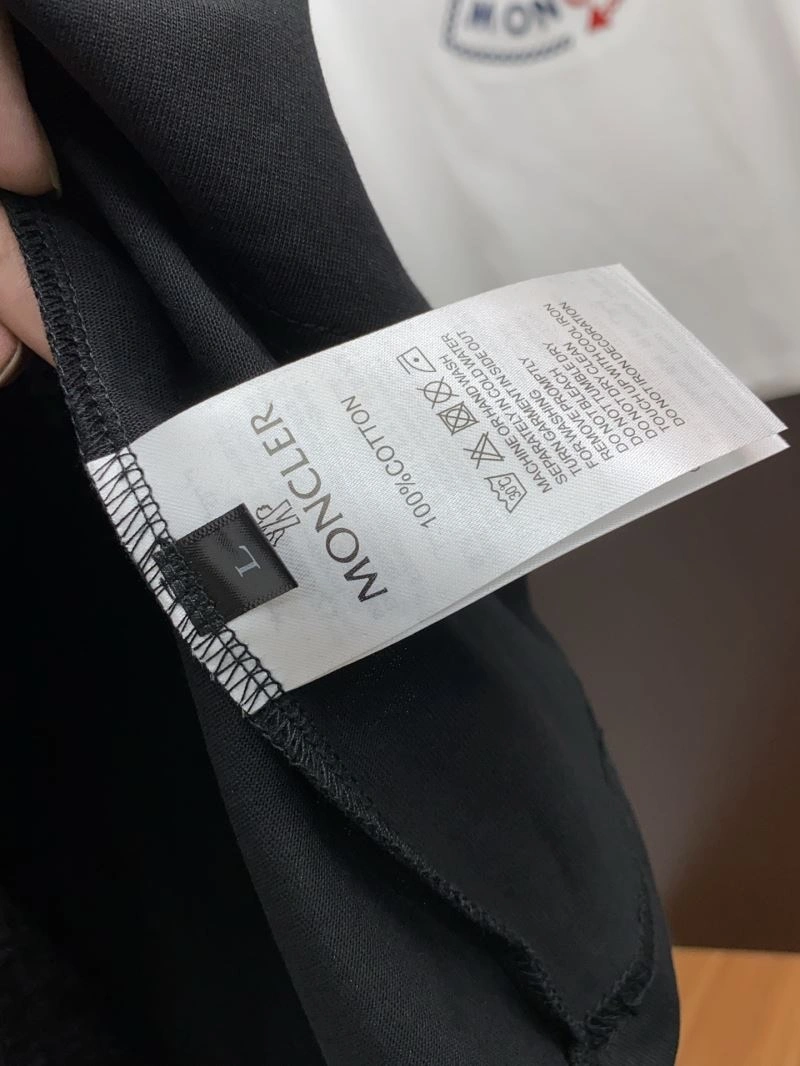 MON
MONCLER
L
100%COTTON
30°C
MACHINE OR HAND WASH
SEPARATELY IN COLD WATER
TURN GARMENT INSIDE OUT
FOR WASHING
REMOVE PROMPTLY
DO NOT BLEACH
DO NOT TUMBLE DRY
DO NOT DRY CLEAN
TOUCH UP WITH COOL IRON
DO NOT IRON DECORATION